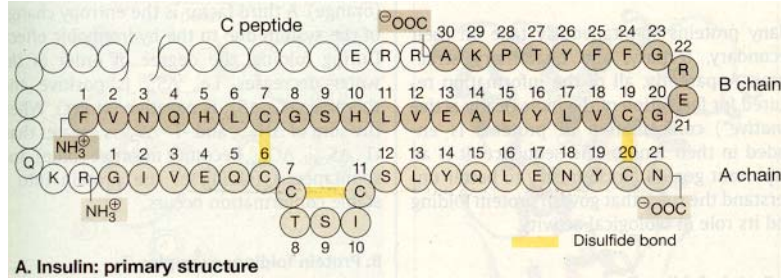 C peptide
⊖OOC
30 29 28 27 26 25 24 23
E R R A K P T Y F F G
22
R
B chain
1 2 3 4 5 6 7 8 9 10 11 12 13 14 15 16 17 18 19 20
F V N Q H L C G S H L V E A L Y L V C G
E
21
NH3⊕
1 2 3 4 5 6 7 11 12 13 14 15 16 17 18 19 20 21
Q K R G I V E Q C C C S L Y Q L E N Y C N
A chain
NH3⊕
T S I
8 9 10
⊖OOC
Disulfide bond
A. Insulin: primary structure